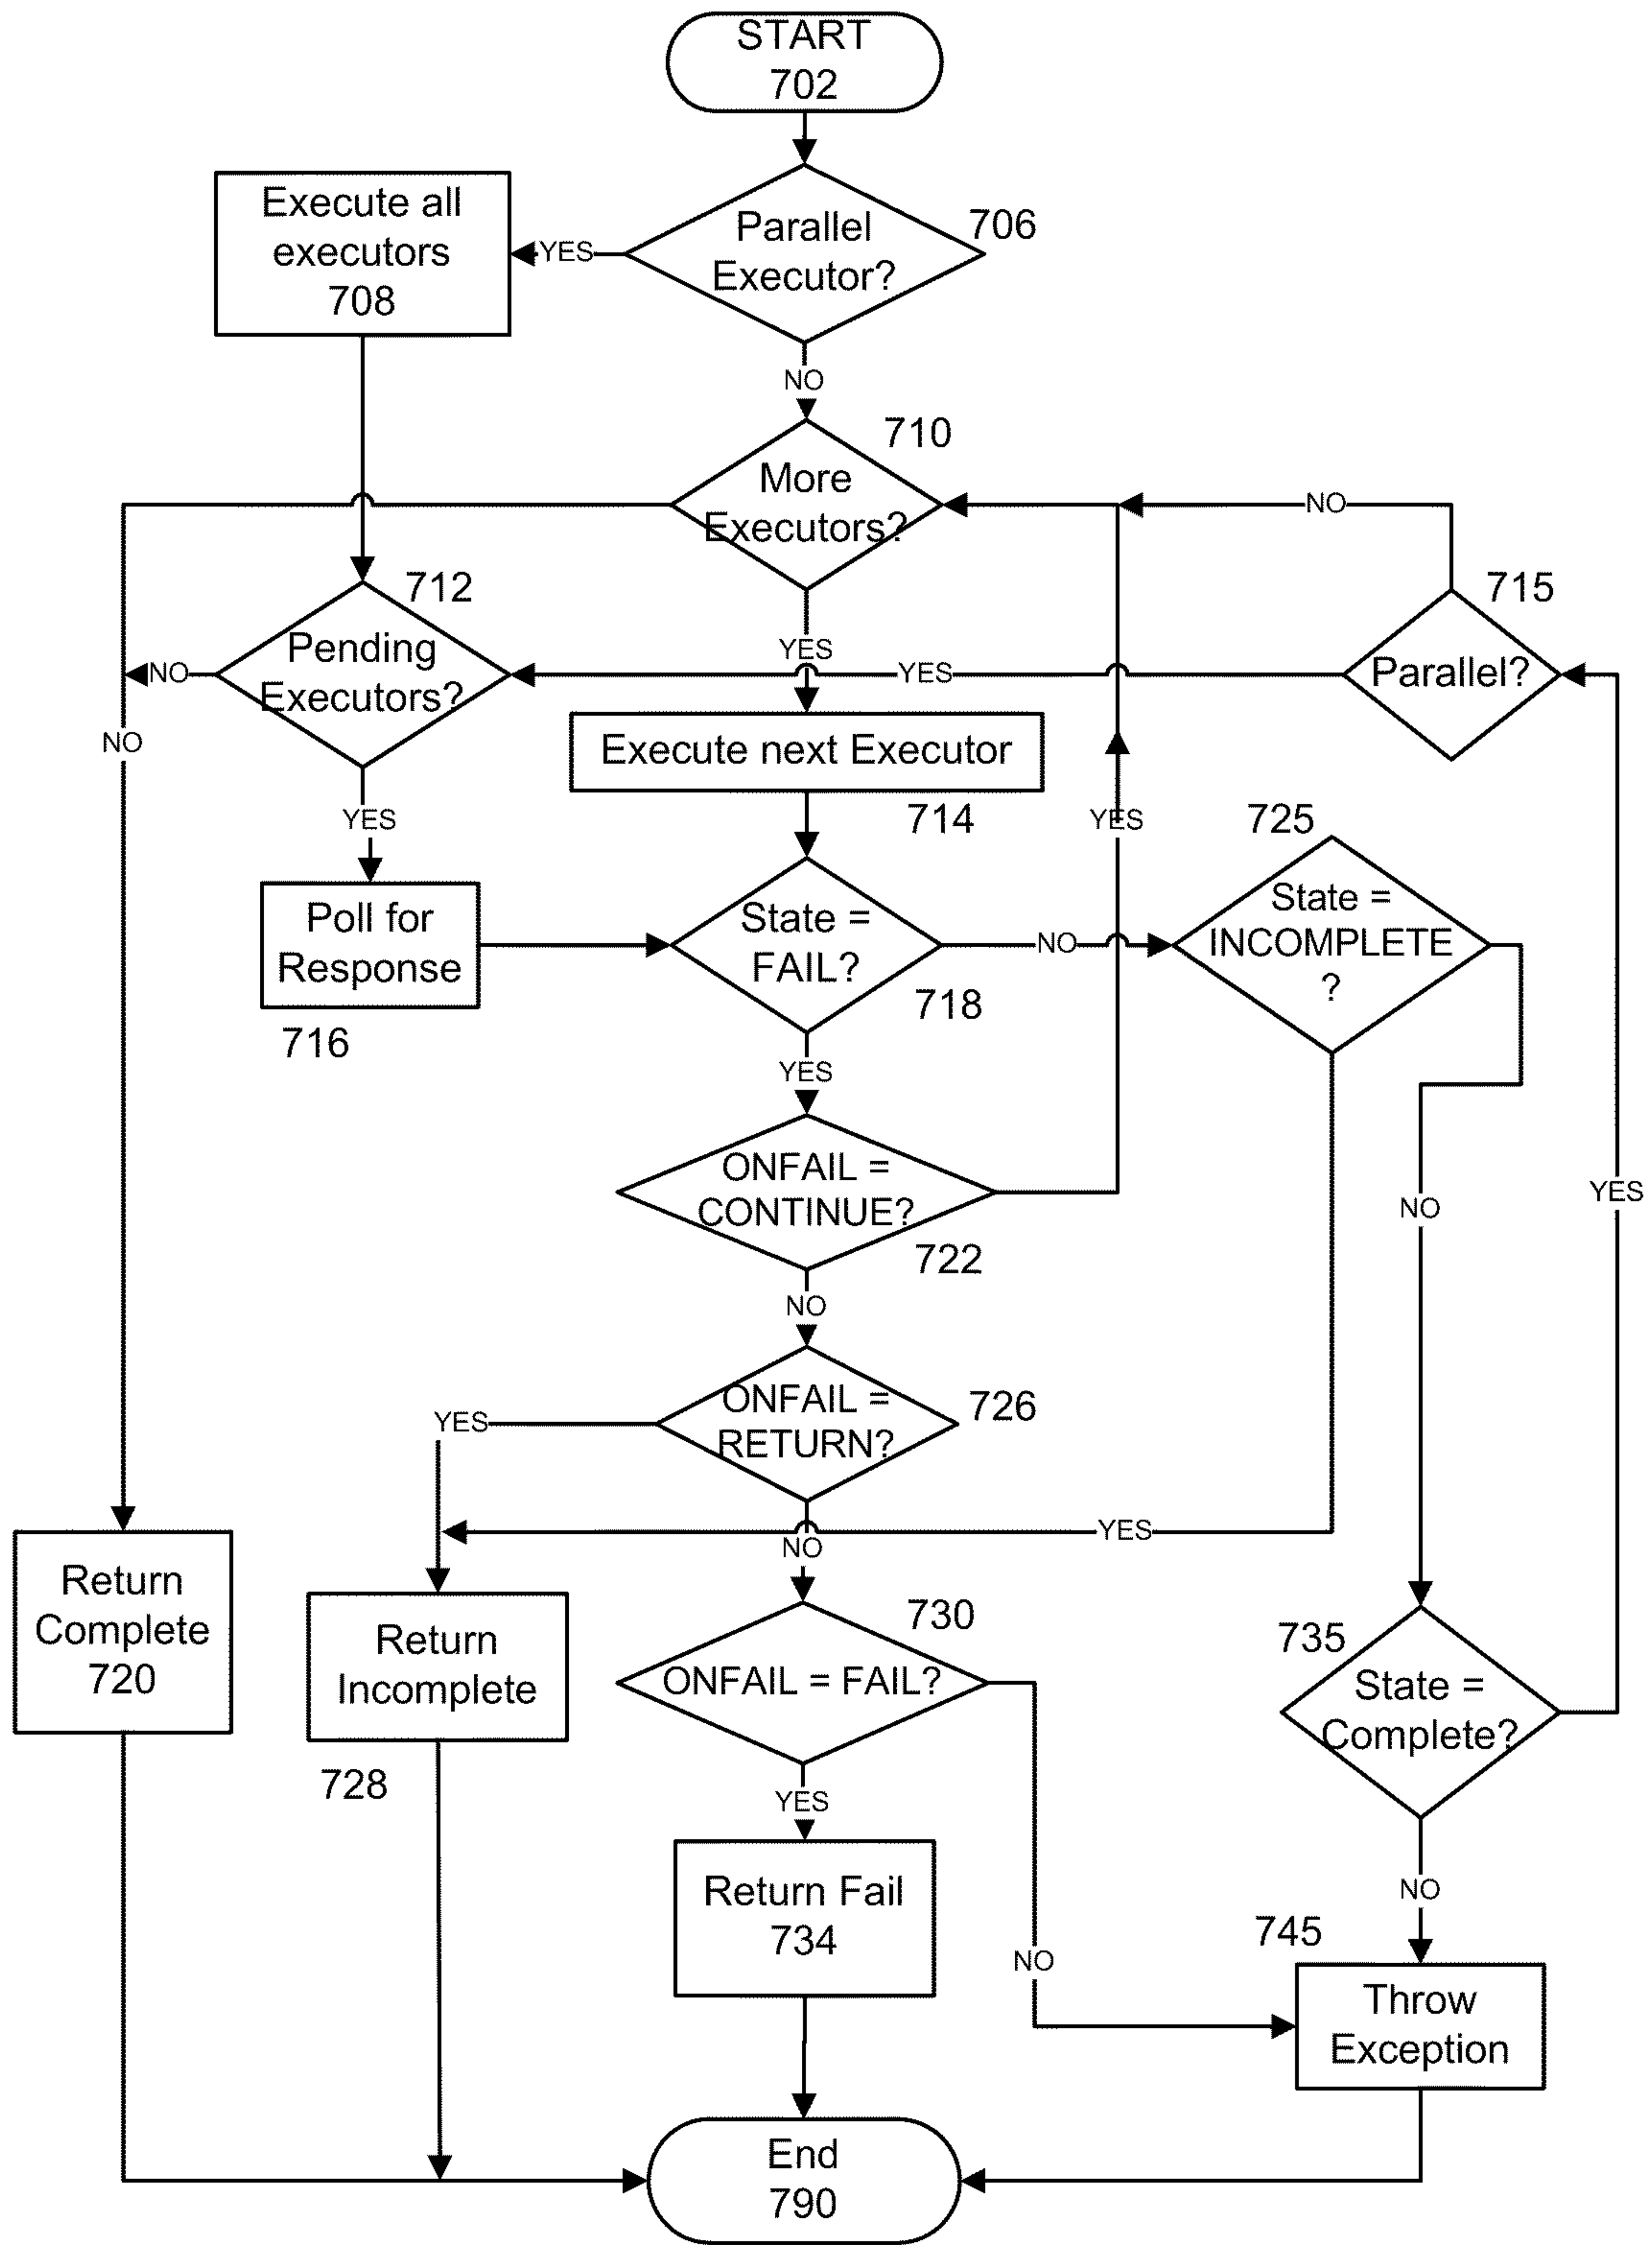 START
702
Parallel
Executor?
706
YES
Execute all
executors
708
NO
710
More
Executors?
NO
712
715
Pending
Executors?
NO
YES
YES
Parallel?
NO
Execute next Executor
714
YES
YES
725
Poll for
Response
716
State =
FAIL?
718
NO
State =
INCOMPLETE
?
YES
ONFAIL =
CONTINUE?
722
NO
YES
NO
ONFAIL =
RETURN?
726
YES
NO
YES
Return
Complete
720
Return
Incomplete
728
730
ONFAIL = FAIL?
735
State =
Complete?
YES
Return Fail
734
NO
NO
745
Throw
Exception
End
790